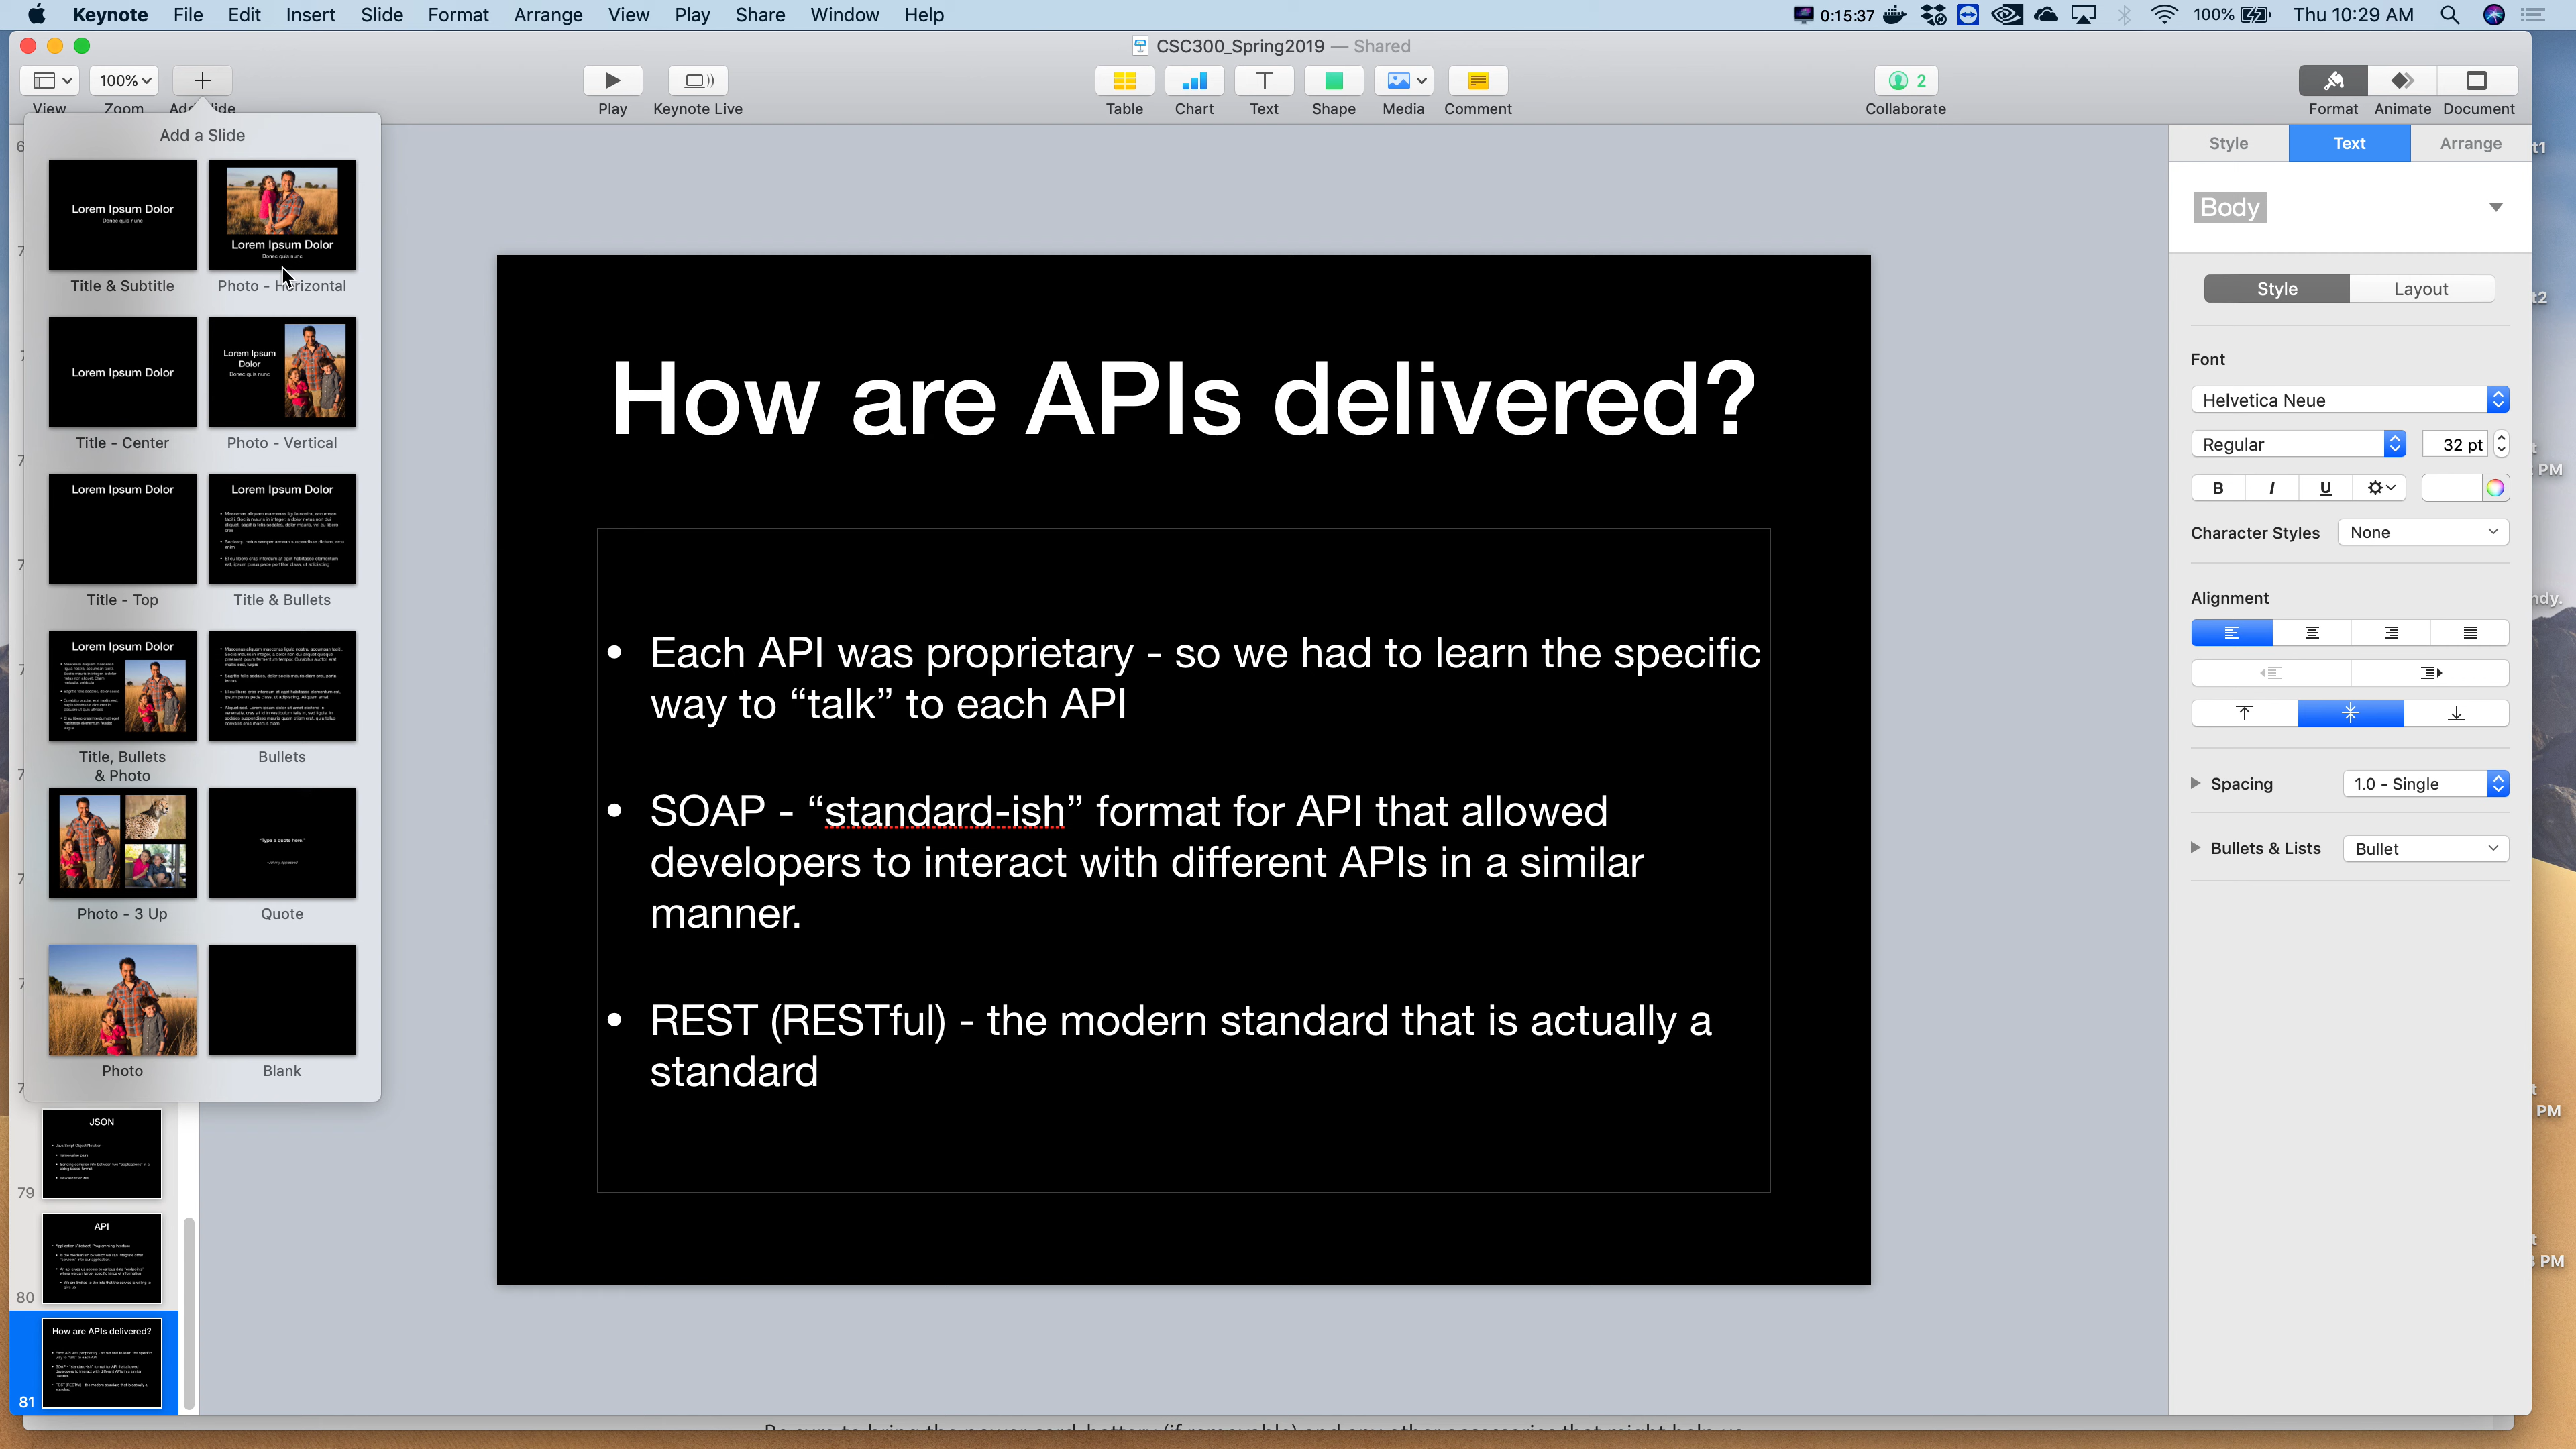 Keynote File Edit Insert Slide Format Arrange View Play Share Window Help
0:15:37 100% Thu 10:29 AM
CSC300_Spring2019 — Shared
100%
2
View Zoom Add Slide
Play Keynote Live
Table Chart Text Shape Media Comment
Collaborate
Format Animate Document
Add a Slide
Lorem Ipsum Dolor
Donec quis nunc
Title & Subtitle
Lorem Ipsum Dolor
Donec quis nunc
Photo - Horizontal
Lorem Ipsum Dolor
Title - Center
Lorem Ipsum
Dolor
Donec quis nunc
Photo - Vertical
Lorem Ipsum Dolor
Title - Top
Lorem Ipsum Dolor
Title & Bullets
Lorem Ipsum Dolor
Title, Bullets
& Photo
Bullets
Photo - 3 Up
"Type a quote here."
Quote
Photo
Blank
JSON
79
API
80
How are APIs delivered?
81
How are APIs delivered?
• Each API was proprietary - so we had to learn the specific
way to “talk” to each API
• SOAP - “standard-ish” format for API that allowed
developers to interact with different APIs in a similar
manner.
• REST (RESTful) - the modern standard that is actually a
standard
Style Text Arrange
Body
Style Layout
Font
Helvetica Neue
Regular 32 pt
B I U
Character Styles None
Alignment
Spacing 1.0 - Single
Bullets & Lists Bullet
t1
t2
PM
ndy.
PM
PM